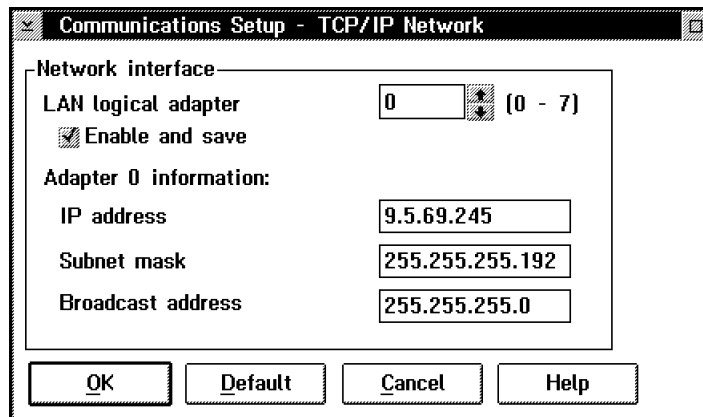 Communications Setup - TCP/IP Network
Network interface
LAN logical adapter 0 (0 - 7)
Enable and save
Adapter 0 information:
IP address 9.5.69.245
Subnet mask 255.255.255.192
Broadcast address 255.255.255.0
OK Default Cancel Help